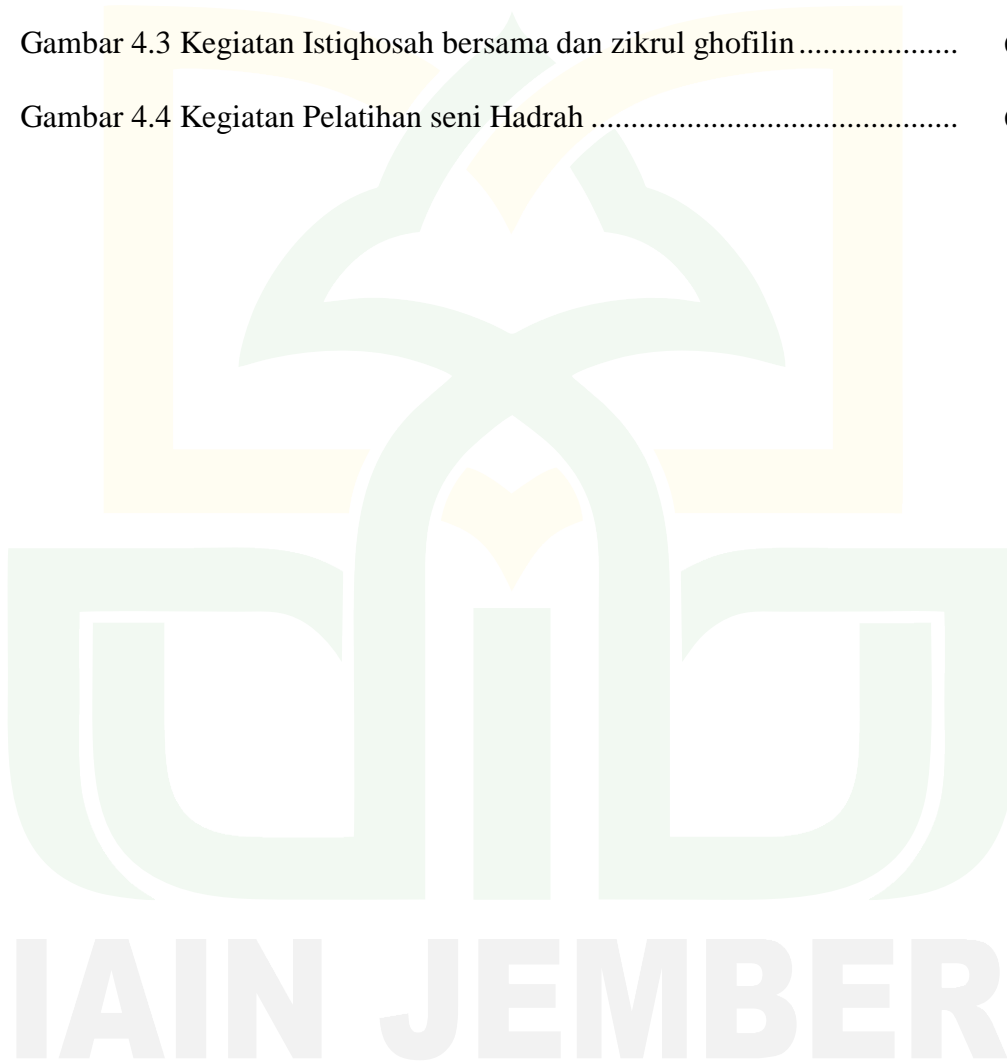 Gambar 4.3 Kegiatan Istiqhosah bersama dan zikrul ghofilin ....................
Gambar 4.4 Kegiatan Pelatihan seni Hadrah ..............................................
IAIN JEMBER